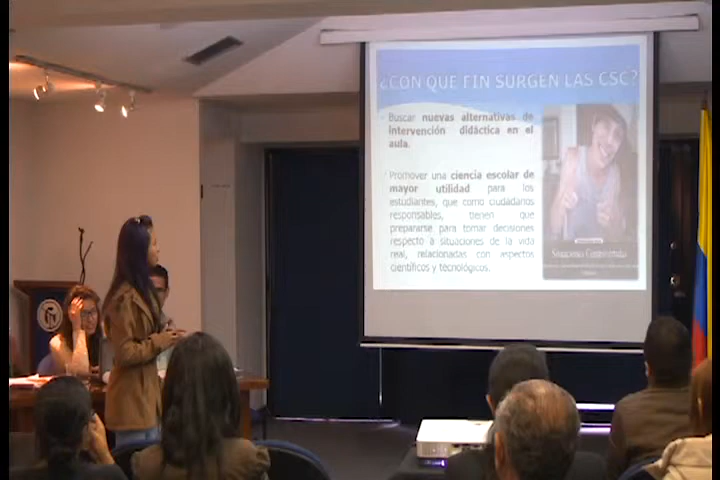 ¿CON QUE FIN SURGEN LAS CSC?
Buscar nuevas alternativas de
intervención didáctica en el
aula.
Promover una ciencia escolar de
mayor utilidad para los
estudiantes, que como ciudadanos
responsables, tienen que
prepararse para tomar decisiones
respecto a situaciones de la vida
real, relacionadas con aspectos
científicos y tecnológicos.